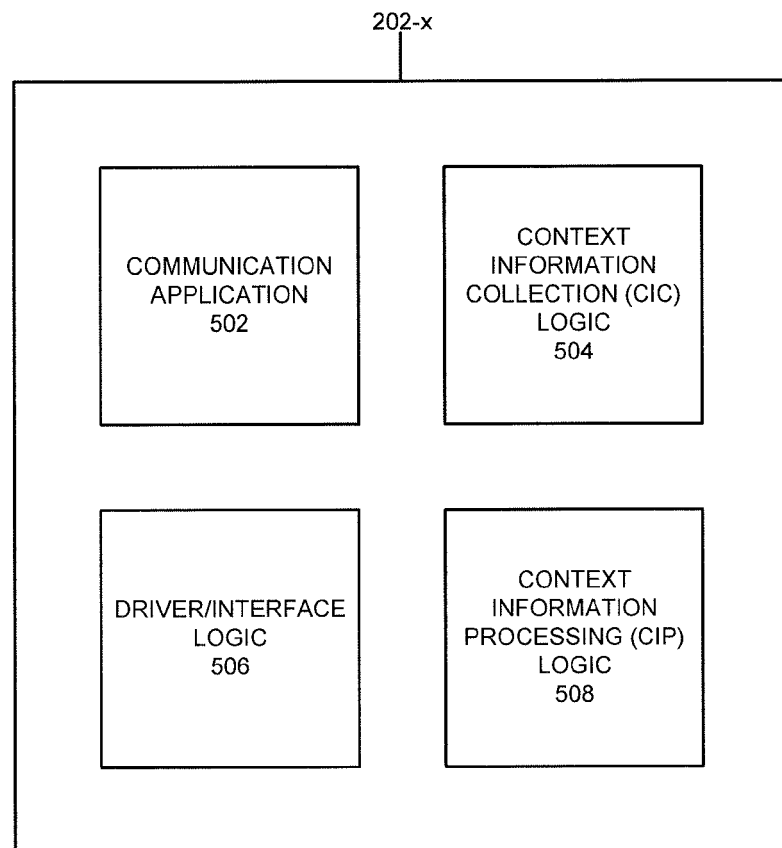 202-x
COMMUNICATION
APPLICATION
502
CONTEXT
INFORMATION
COLLECTION (CIC)
LOGIC
504
DRIVER/INTERFACE
LOGIC
506
CONTEXT
INFORMATION
PROCESSING (CIP)
LOGIC
508